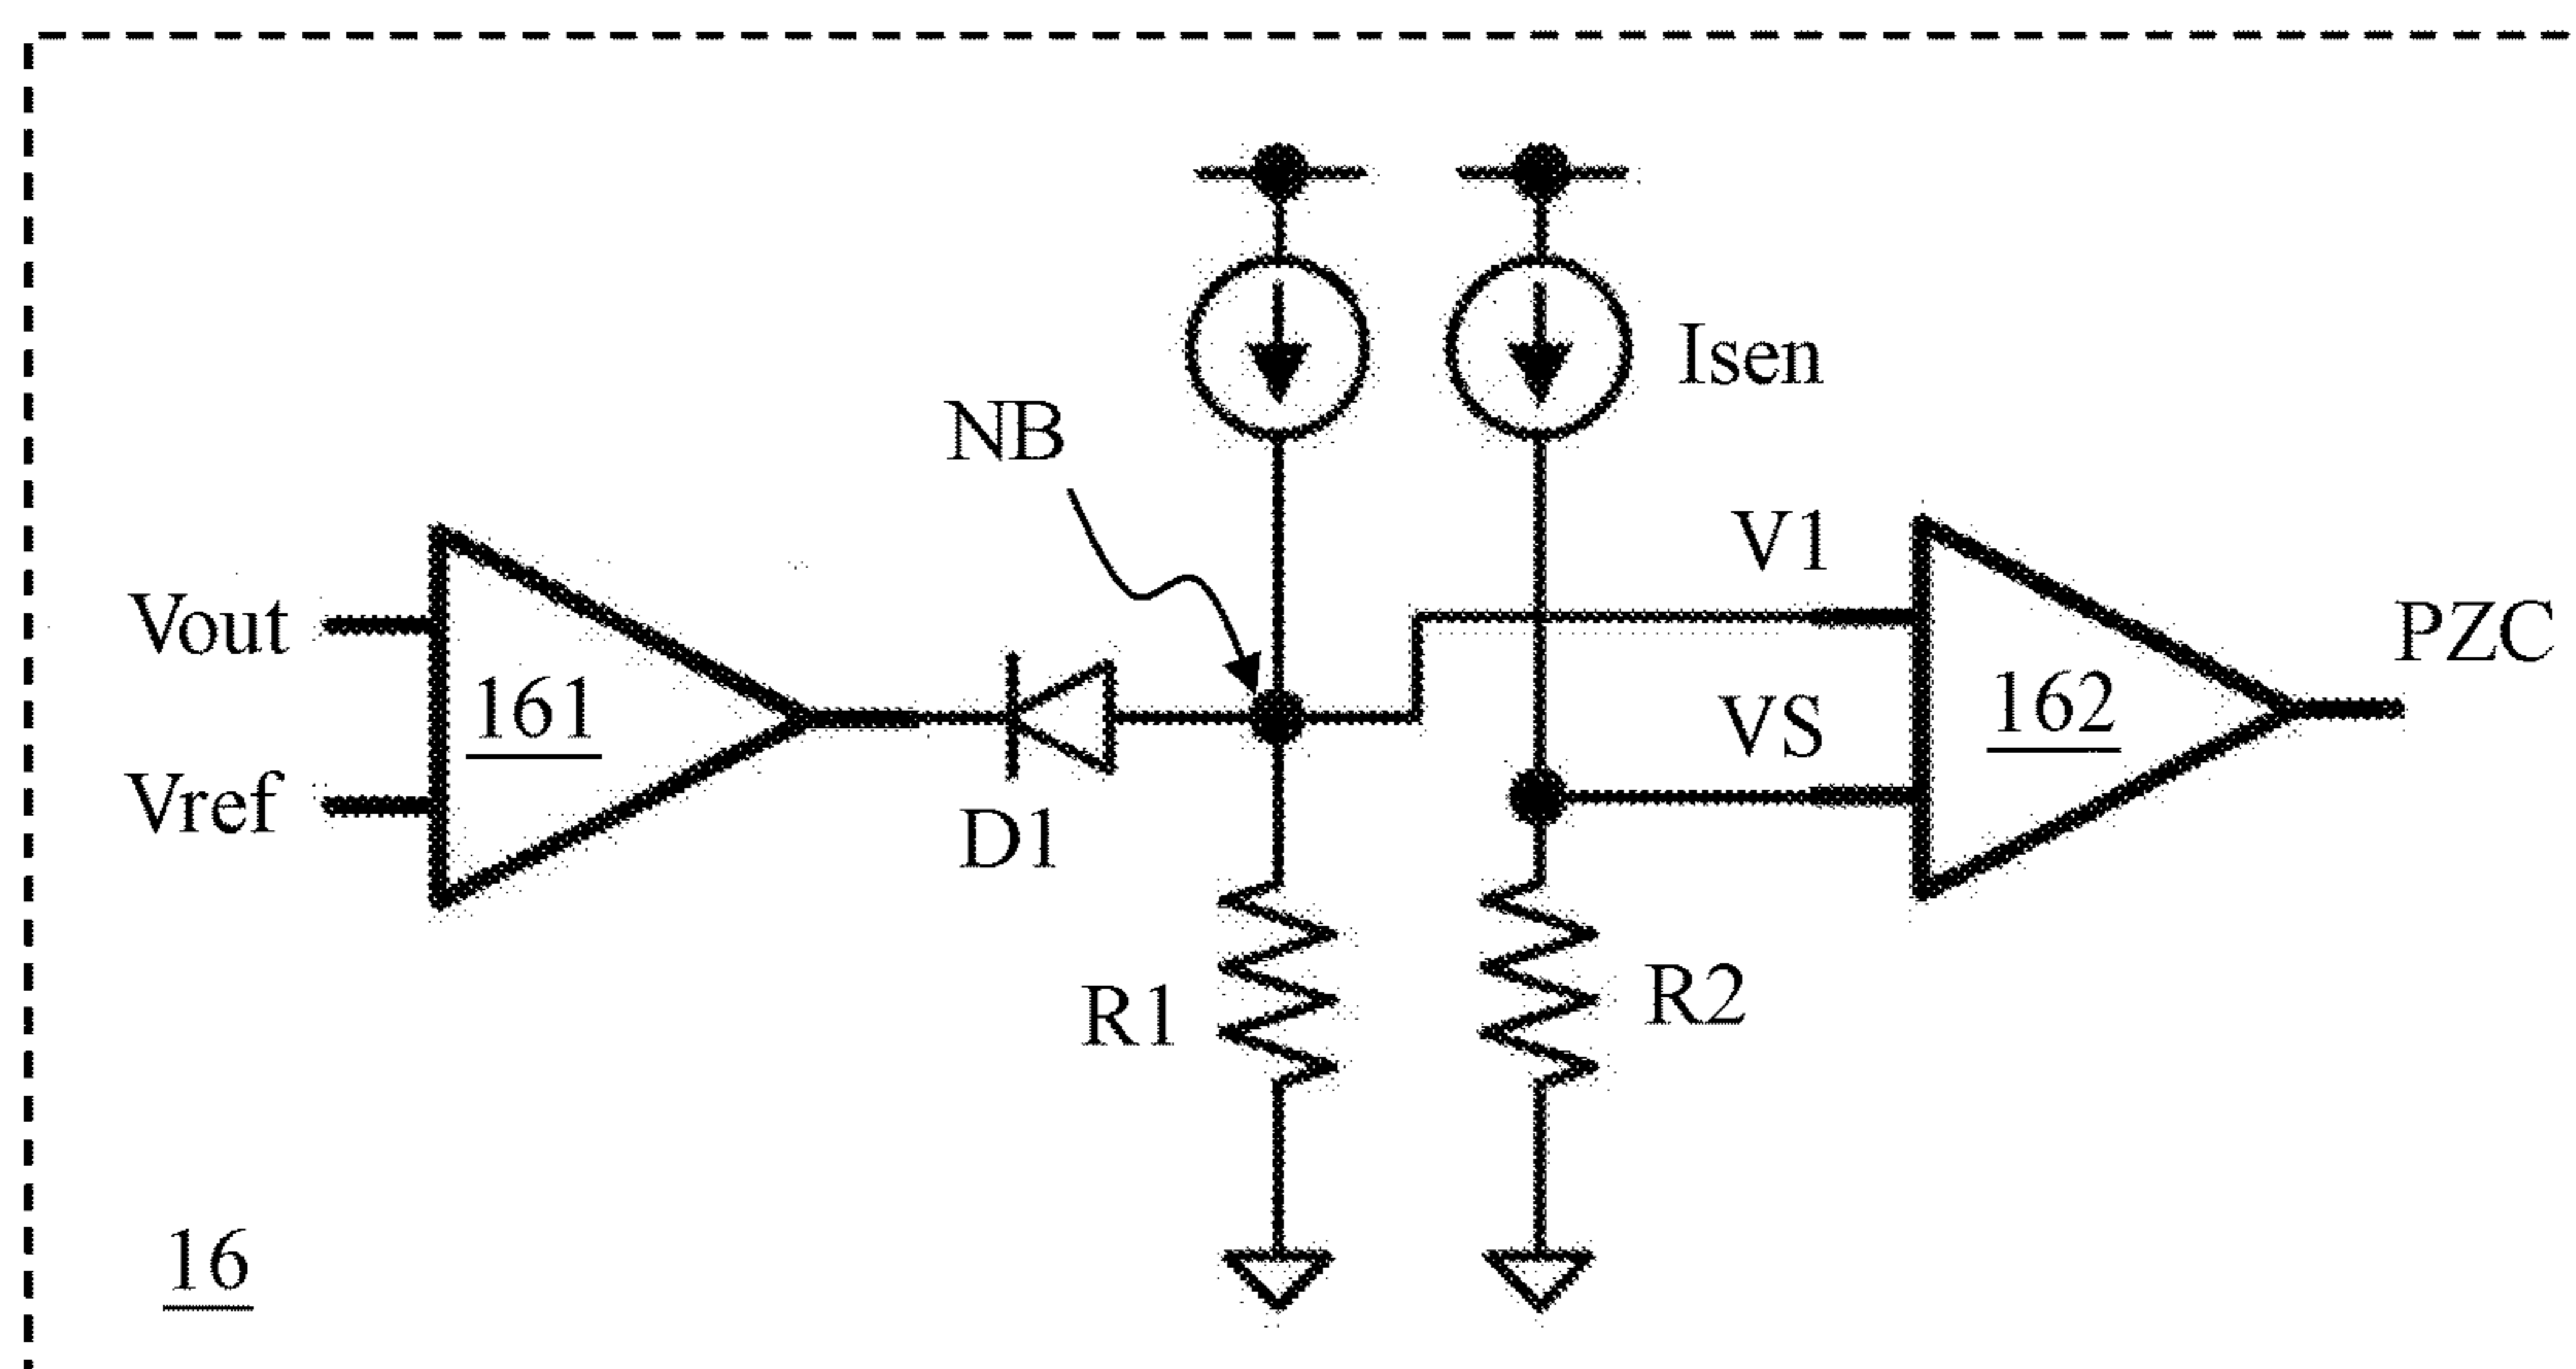 Isen
NB
V1
Vout
PZC
161
162
VS
Vref
D1
R1
R2
16